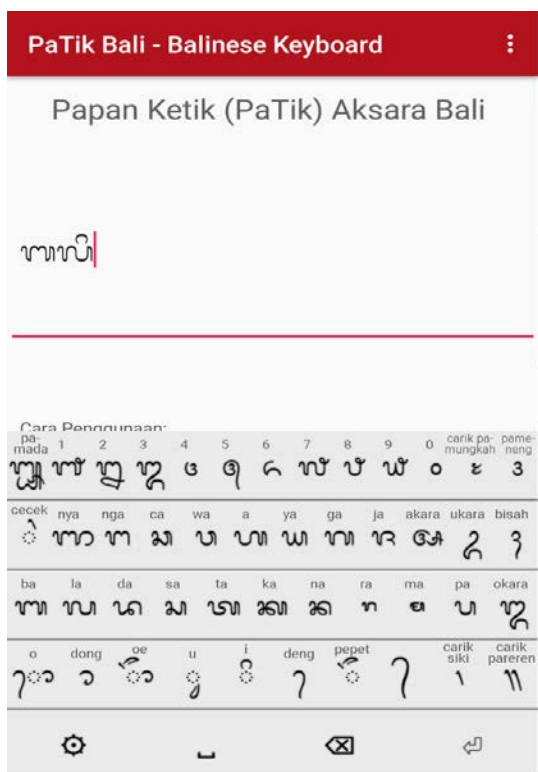 PaTik Bali - Balinese Keyboard
Papan Ketik (PaTik) Aksara Bali
ᬩᬮᬶ
Cara Penggunaan:
pa-mada 1 2 3 4 5 6 7 8 9 0 carik pa-mungkah pame-neng
cecek nya nga ca wa a ya ga ja akara ukara bisah
ᬂ ᬜ ᬗ ᬘ ᬯ ᬳ ᬬ ᬕ ᬚ ᬅ ᬉ ᬄ
ba la da sa ta ka na ra ma pa okara
ᬩ ᬮ ᬤ ᬲ ᬢ ᬓ ᬦ ᬭ ᬫ ᬧ ᬑ
o dong oe u i deng pepet carik siki carik pareren